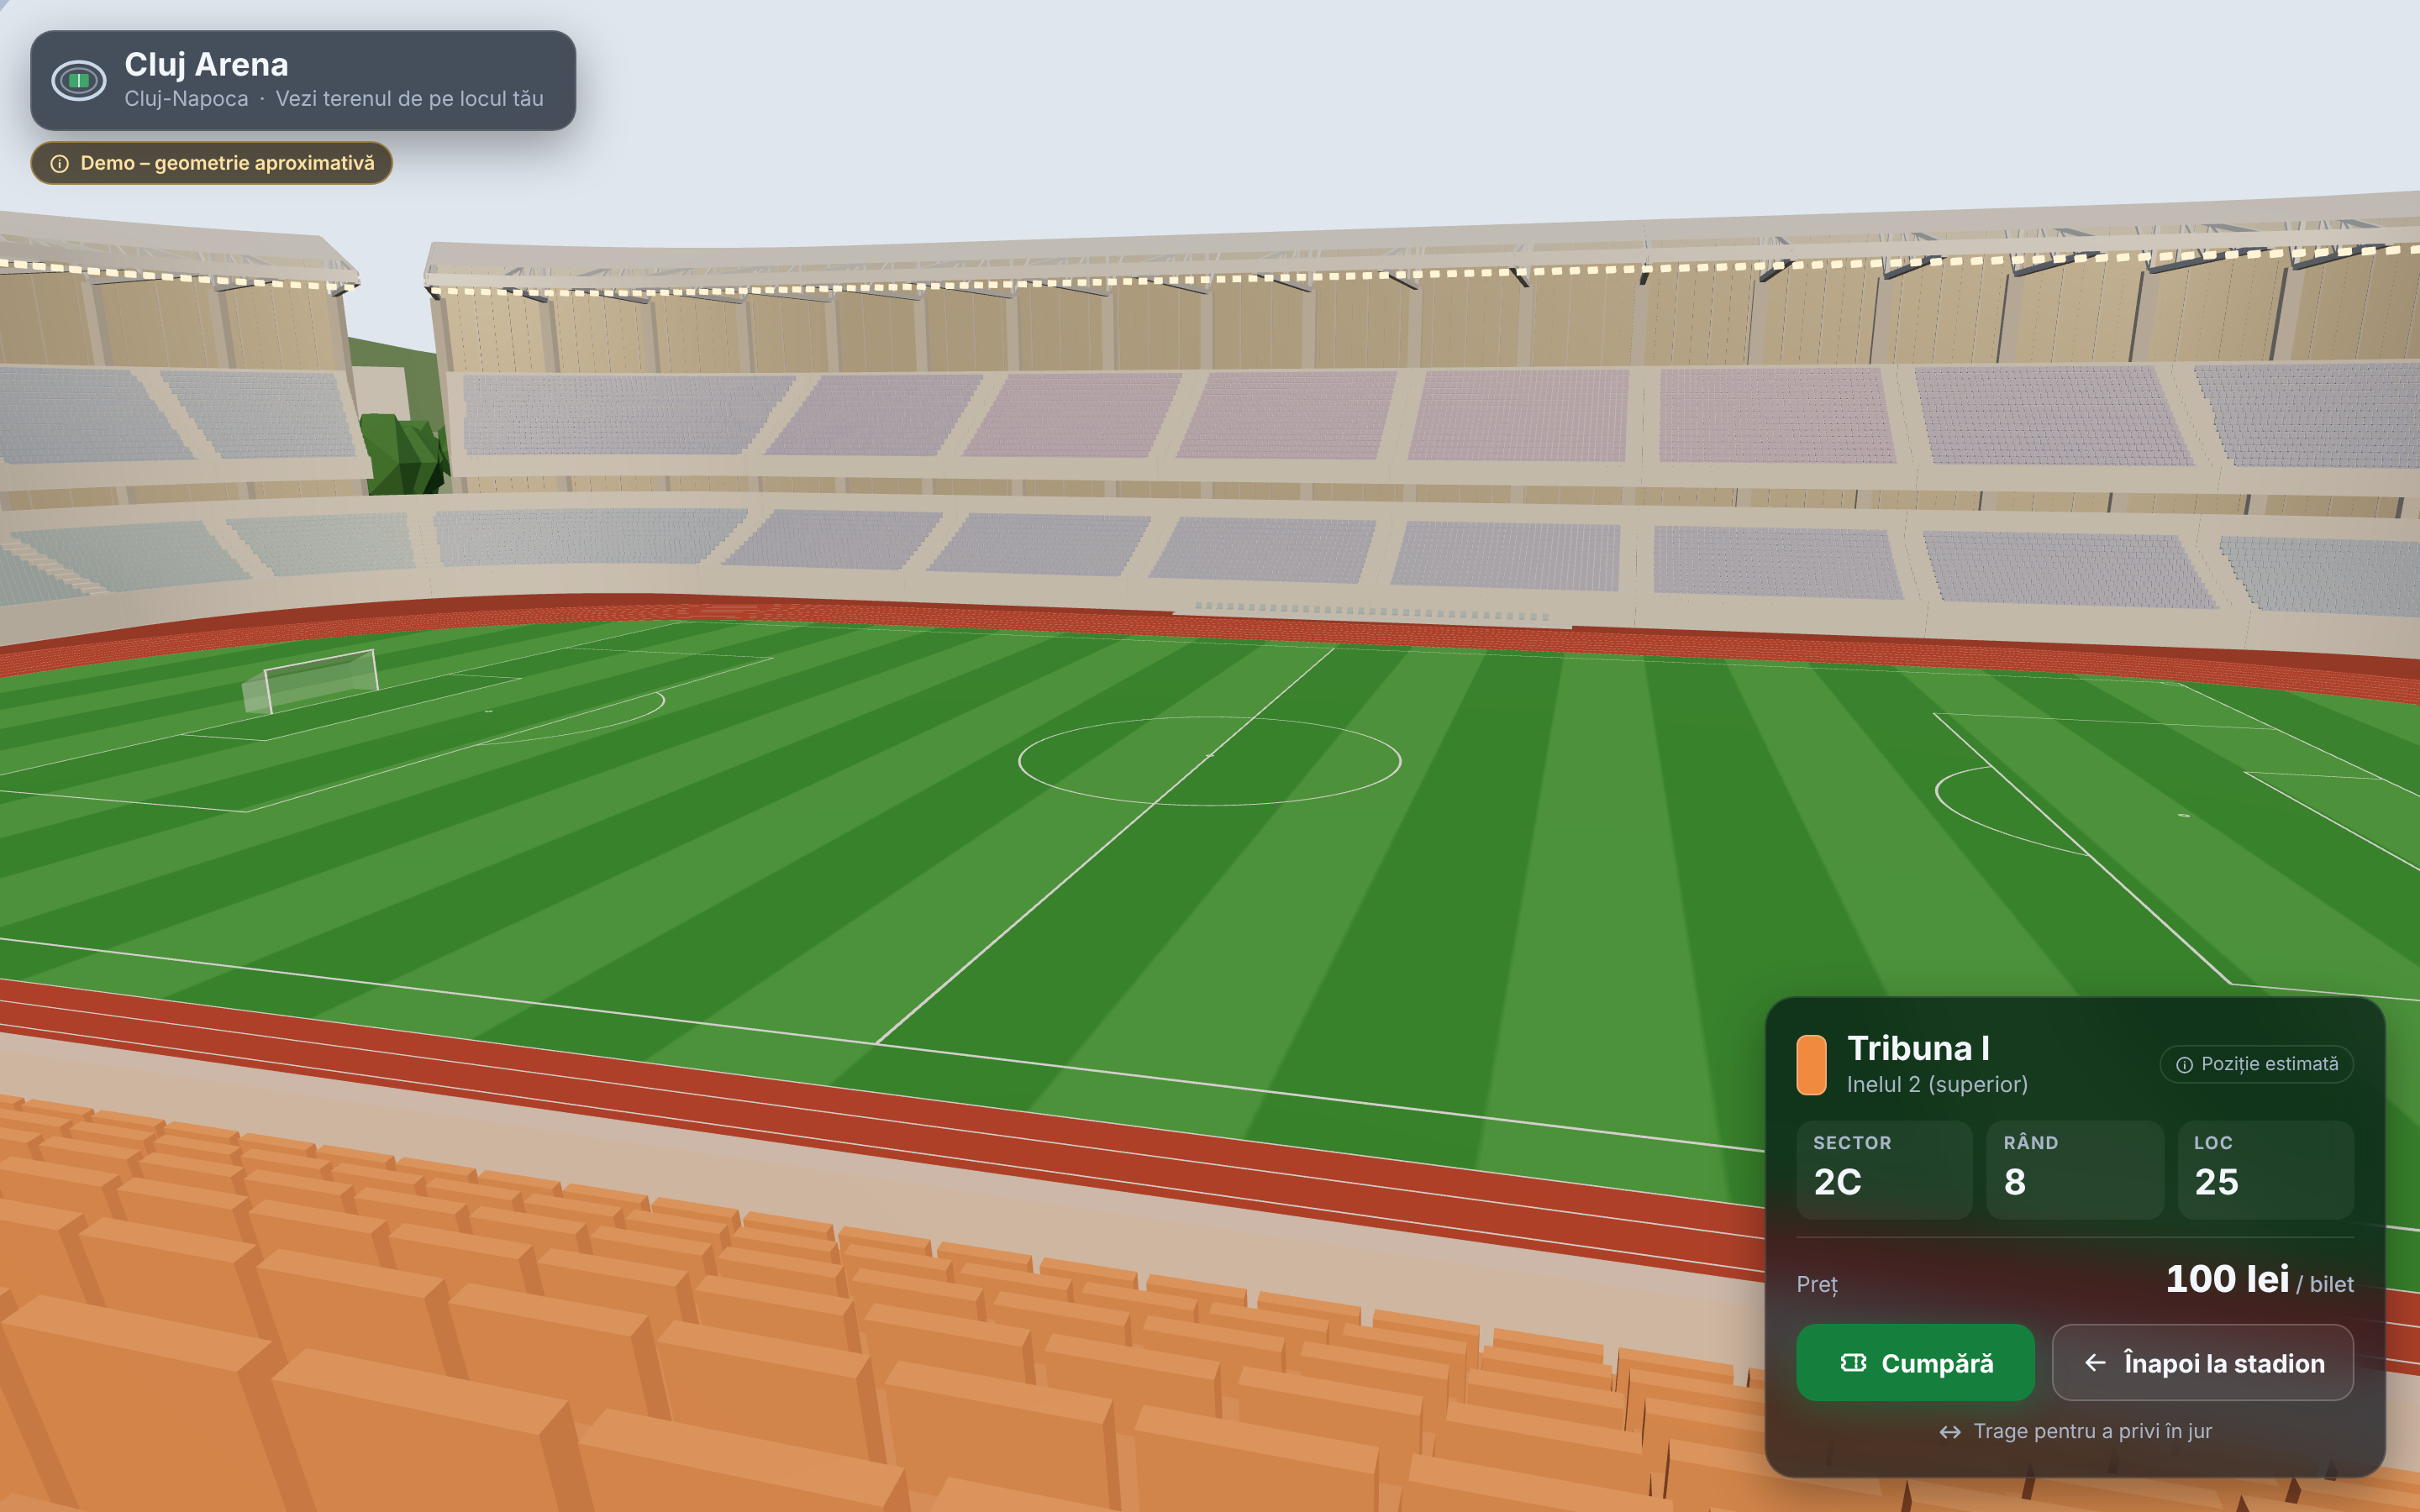 Cluj Arena
Cluj-Napoca · Vezi terenul de pe locul tău
Demo – geometrie aproximativă
Tribuna I
Inelul 2 (superior)
Poziție estimată
SECTOR
2C
RÂND
8
LOC
25
Preț
100 lei / bilet
Cumpără
Înapoi la stadion
Trage pentru a privi în jur